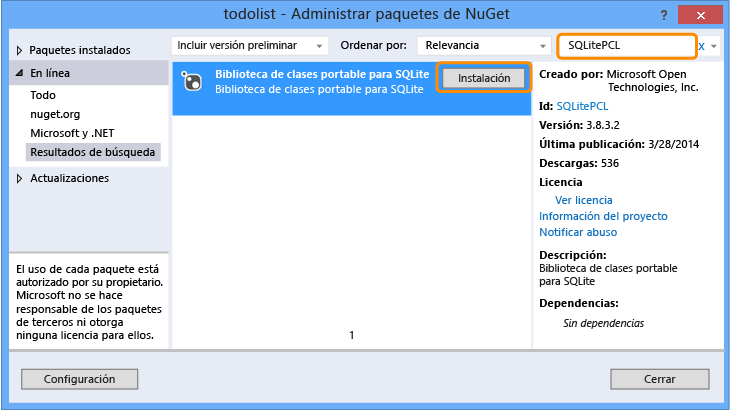 todolist - Administrar paquetes de NuGet
?
x
Paquetes instalados
En línea
Todo
nuget.org
Microsoft y .NET
Resultados de búsqueda
Actualizaciones
El uso de cada paquete está
autorizado por su propietario.
Microsoft no se hace
responsable de los paquetes
de terceros ni otorga
ninguna licencia para ellos.
Incluir versión preliminar
Ordenar por:
Relevancia
SQLitePCL
x
Biblioteca de clases portable para SQLite
Biblioteca de clases portable para SQLite
Instalación
1
Creado por: Microsoft Open
Technologies, Inc.
Id: SQLitePCL
Versión: 3.8.3.2
Última publicación: 3/28/2014
Descargas: 536
Licencia
Ver licencia
Información del proyecto
Notificar abuso
Descripción:
Biblioteca de clases portable
para SQLite
Dependencias:
Sin dependencias
Configuración
Cerrar